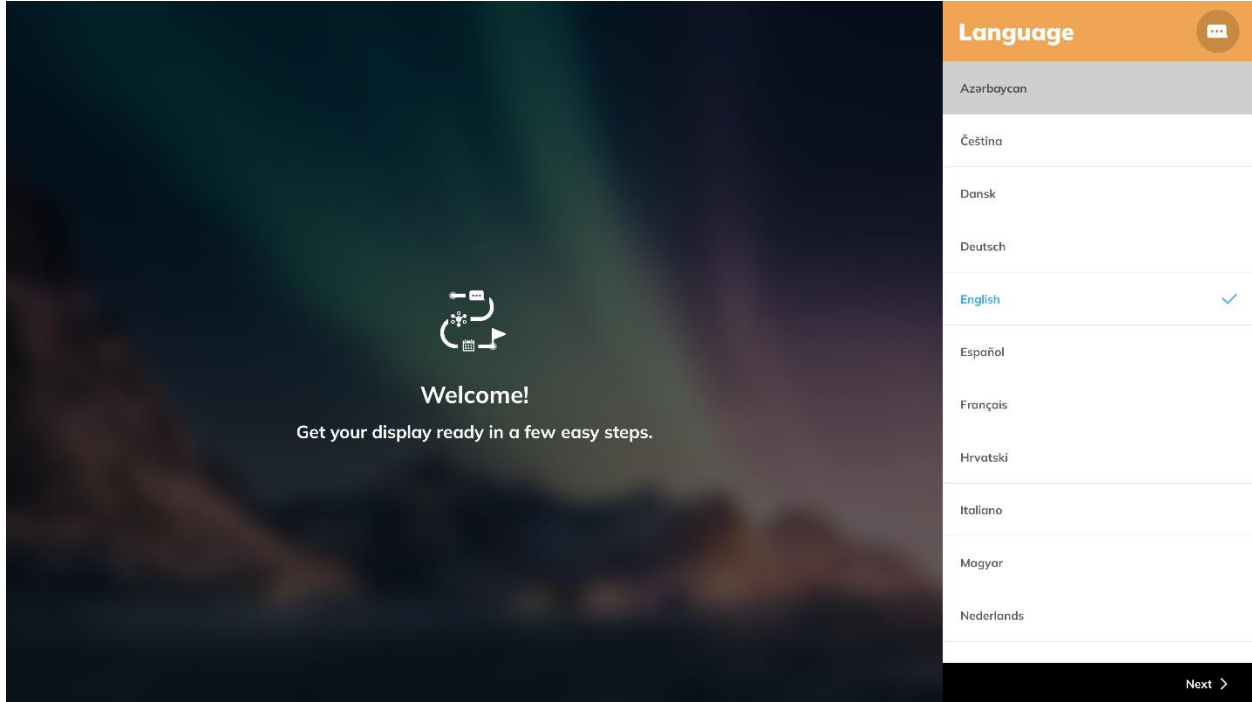 Welcome!
Get your display ready in a few easy steps.
Language
Azərbaycan
Čeština
Dansk
Deutsch
English
Español
Français
Hrvatski
Italiano
Magyar
Nederlands
Next